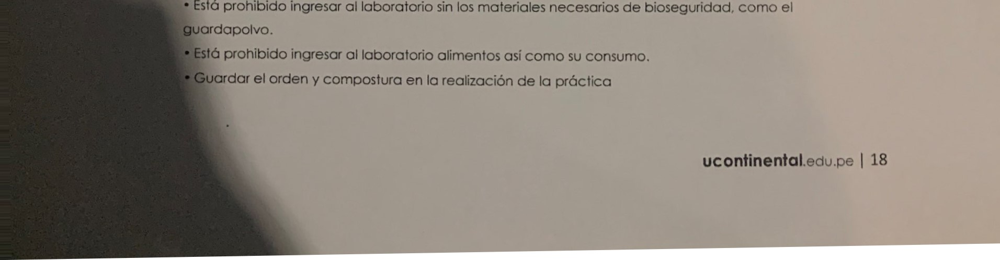 • Está prohibido ingresar al laboratorio sin los materiales necesarios de bioseguridad, como el
guardapolvo.
• Está prohibido ingresar al laboratorio alimentos así como su consumo.
• Guardar el orden y compostura en la realización de la práctica
ucontinental.edu.pe | 18